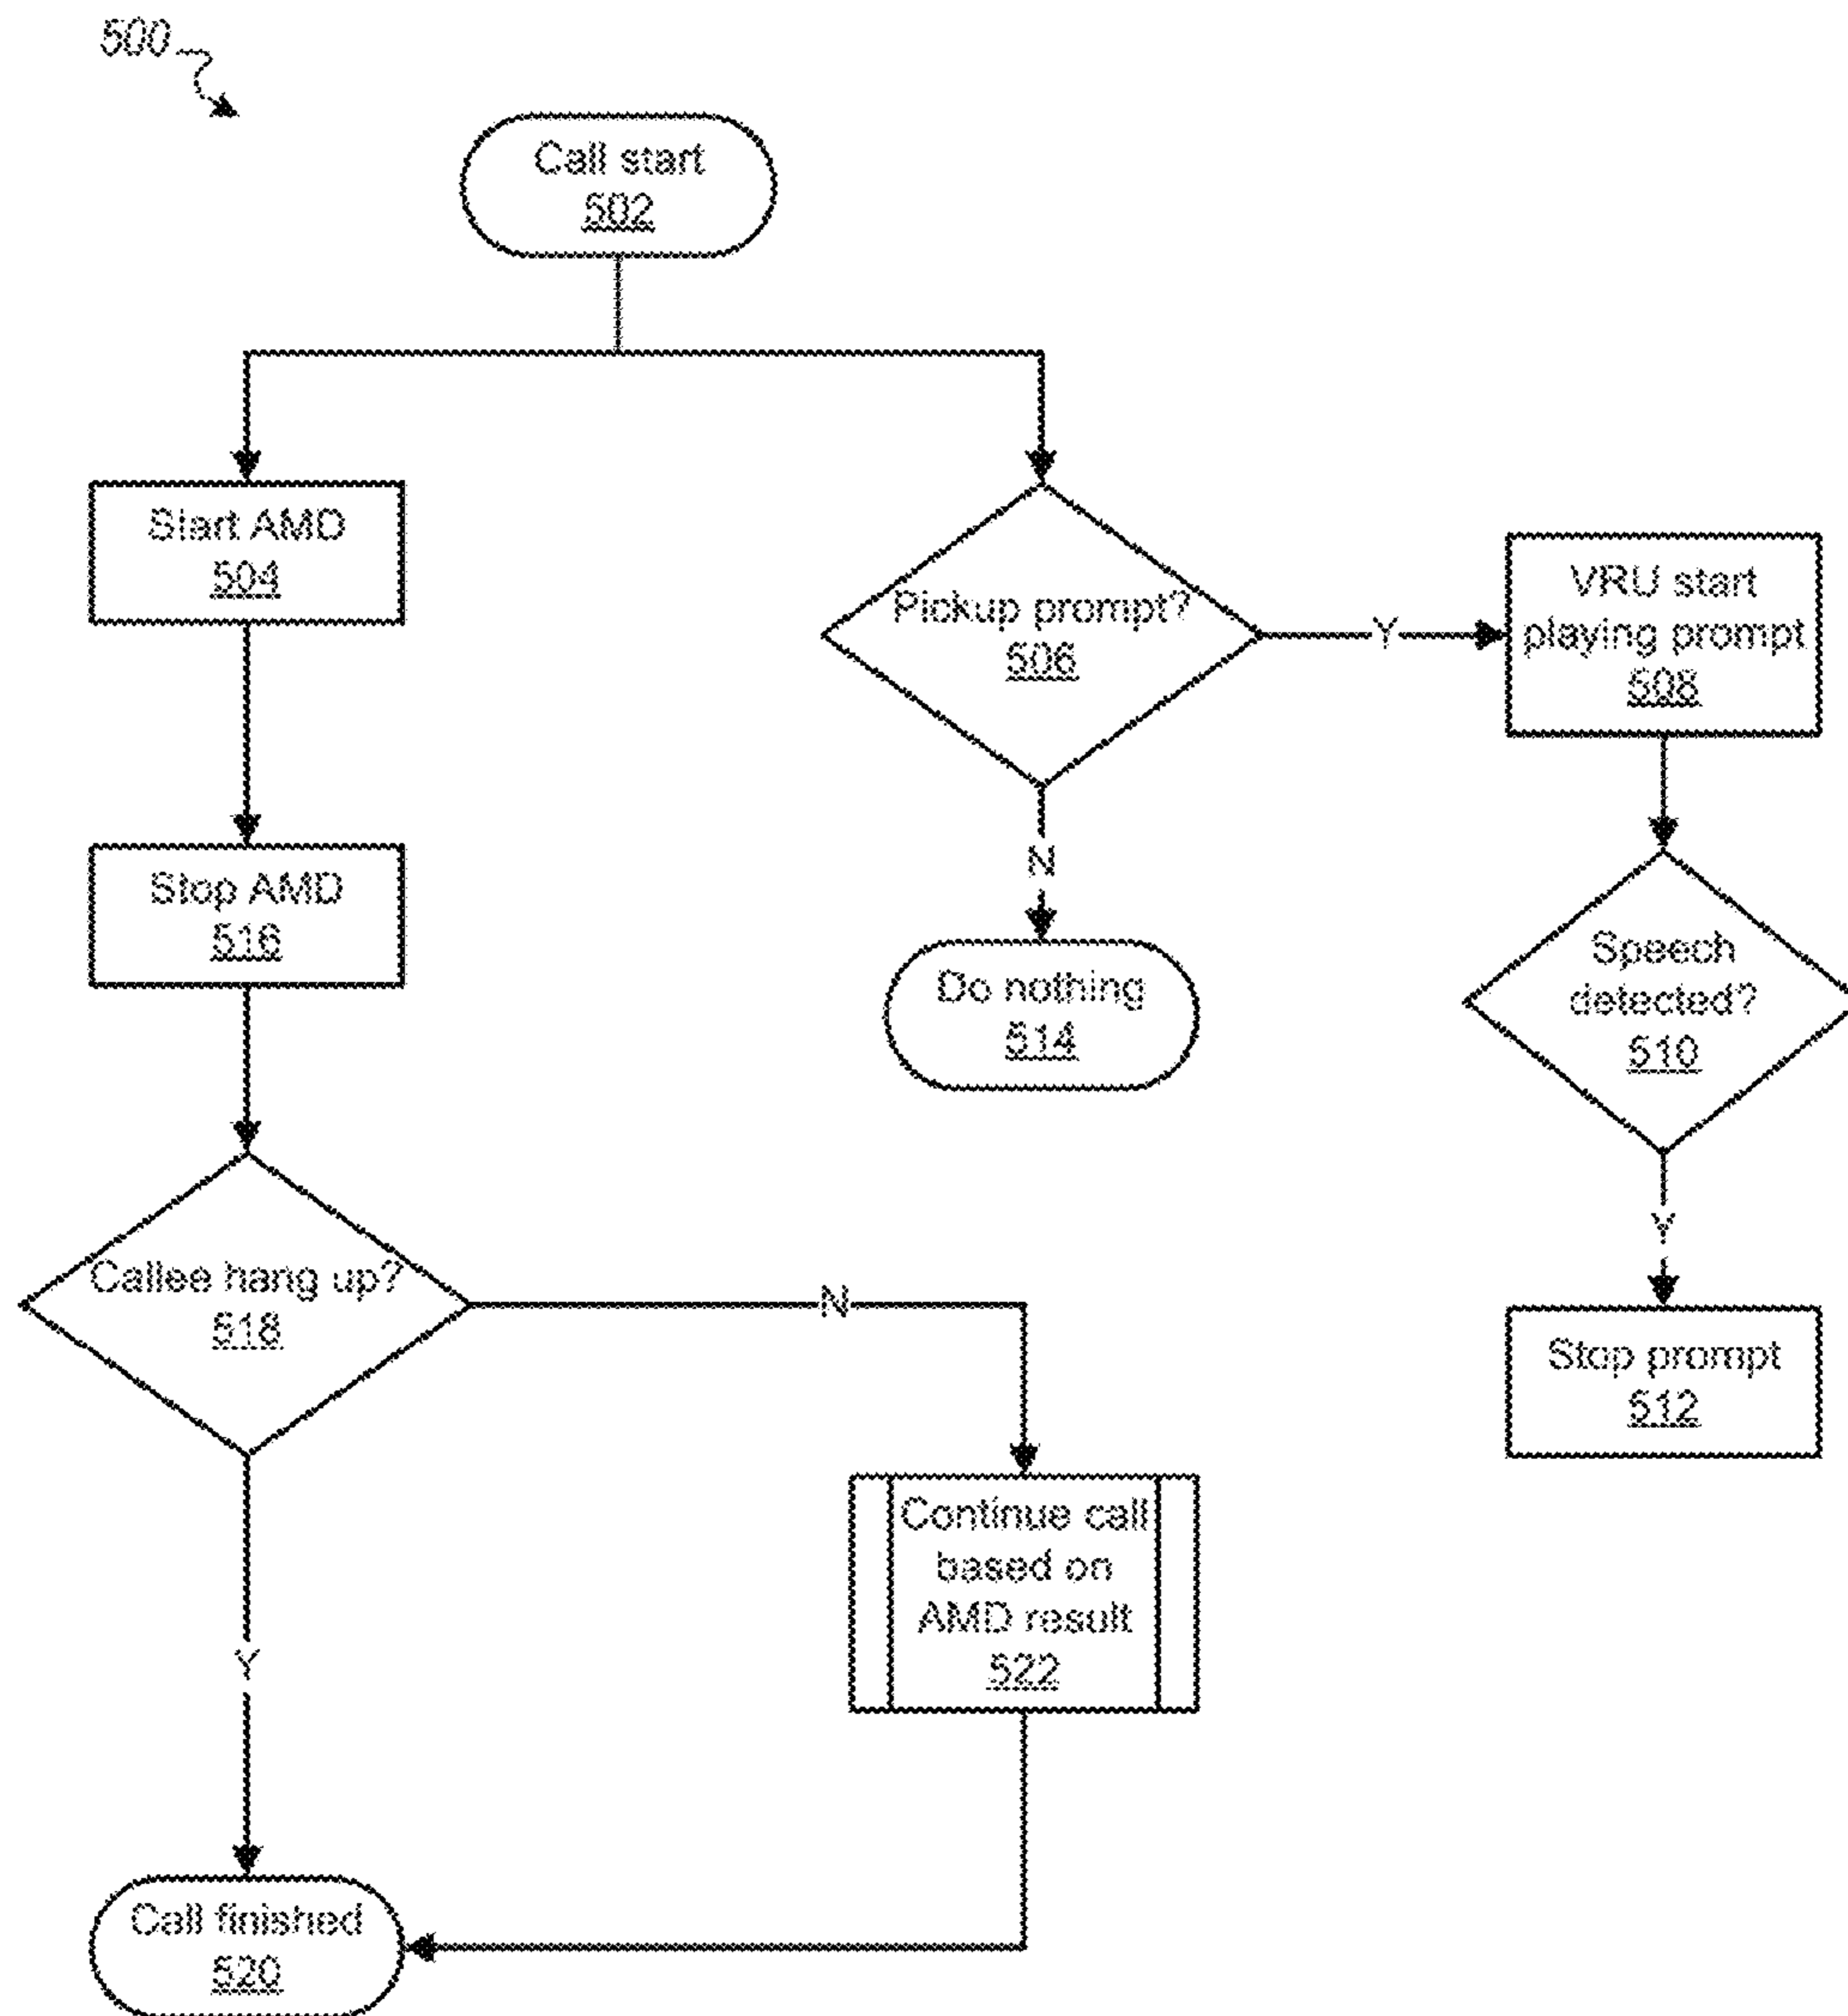 500
Call start
502
Start AMD
504
Pickup prompt?
506
Y
VRU start
playing prompt
508
N
Stop AMD
516
Do nothing
514
Speech
detected?
510
Y
Callee hang up?
518
N
Stop prompt
512
Continue call
based on
AMD result
522
Y
Call finished
520